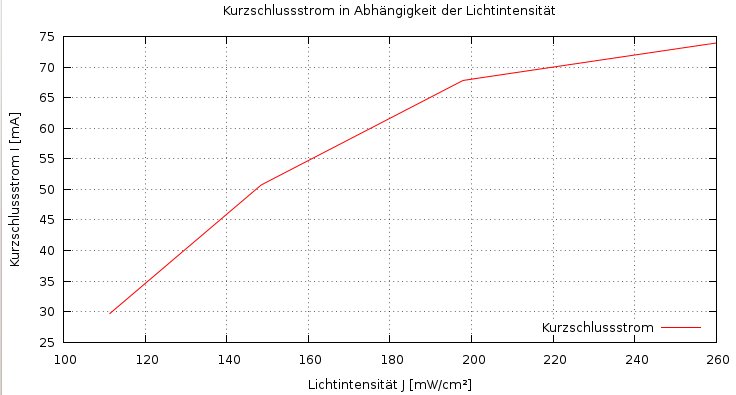 Kurzschlussstrom in Abhängigkeit der Lichtintensität
Kurzschlussstrom I [mA]
75
70
65
60
55
50
45
40
35
30
25
Kurzschlussstrom
100 120 140 160 180 200 220 240 260
Lichtintensität J [mW/cm²]